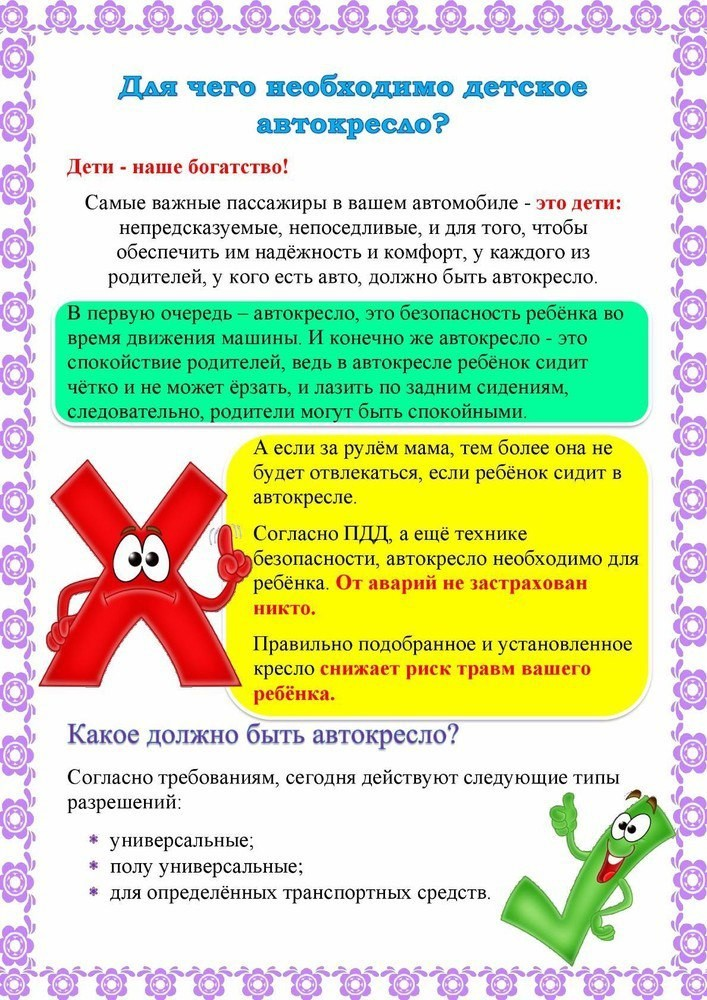 Для чего необходимо детское
автокресло?
Дети - наше богатство!
Самые важные пассажиры в вашем автомобиле - это дети:
непредсказуемые, непоседливые, и для того, чтобы
обеспечить им надёжность и комфорт, у каждого из
родителей, у кого есть авто, должно быть автокресло.
В первую очередь – автокресло, это безопасность ребёнка во
время движения машины. И конечно же автокресло - это
спокойствие родителей, ведь в автокресле ребёнок сидит
чётко и не может ёрзать, и лазить по задним сидениям,
следовательно, родители могут быть спокойными.
А если за рулём мама, тем более она не
будет отвлекаться, если ребёнок сидит в
автокресле.
Согласно ПДД, а ещё технике
безопасности, автокресло необходимо для
ребёнка. От аварий не застрахован
никто.
Правильно подобранное и установленное
кресло снижает риск травм вашего
ребёнка.
Какое должно быть автокресло?
Согласно требованиям, сегодня действуют следующие типы
разрешений:
* универсальные;
* полу универсальные;
* для определённых транспортных средств.